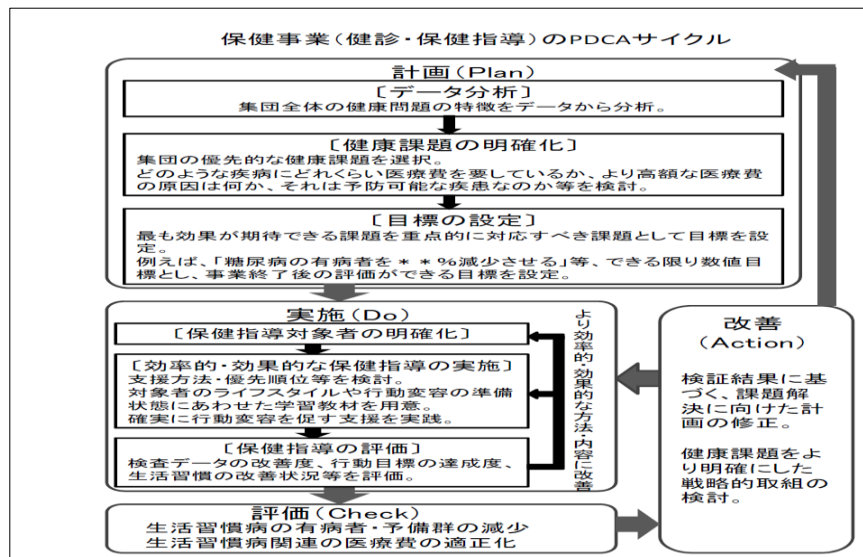 保健事業(健診・保健指導)のPDCAサイクル
計画(Plan)
［データ分析］
集団全体の健康問題の特徴をデータから分析。
［健康課題の明確化］
集団の優先的な健康課題を選択。
どのような疾病にどれくらい医療費を要しているか、より高額な医療費
の原因は何か、それは予防可能な疾患なのか等を検討。
［目標の設定］
最も効果が期待できる課題を重点的に対応すべき課題として目標を設
定。
例えば、「糖尿病の有病者を＊＊%減少させる」等、できる限り数値目
標とし、事業終了後の評価ができる目標を設定。
実施(Do)
［保健指導対象者の明確化］
［効率的・効果的な保健指導の実施］
支援方法・優先順位等を検討。
対象者のライフスタイルや行動変容の準備
状態にあわせた学習教材を用意。
確実に行動変容を促す支援を実践。
［保健指導の評価］
検査データの改善度、行動目標の達成度、
生活習慣の改善状況等を評価。
より効率的・効果的な方法・内容に改善
評価(Check)
生活習慣病の有病者・予備群の減少
生活習慣病関連の医療費の適正化
改善
(Action)
検証結果に基
づく、課題解
決に向けた計
画の修正。
健康課題をよ
り明確にした
戦略的取組の
検討。